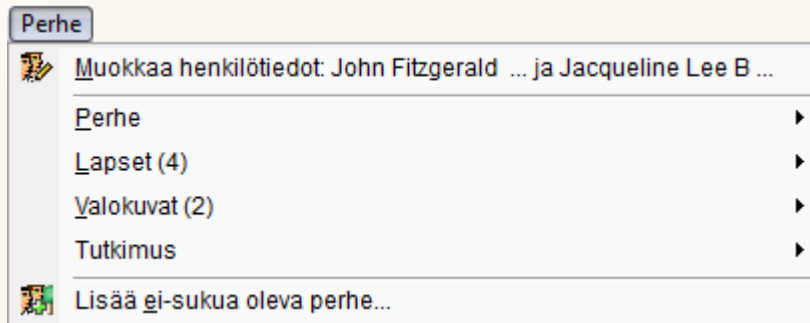 Perhe
Muokkaa henkilötiedot: John Fitzgerald ... ja Jacqueline Lee B ...
Perhe
Lapset (4)
Valokuvat (2)
Tutkimus
Lisää ei-sukua oleva perhe...